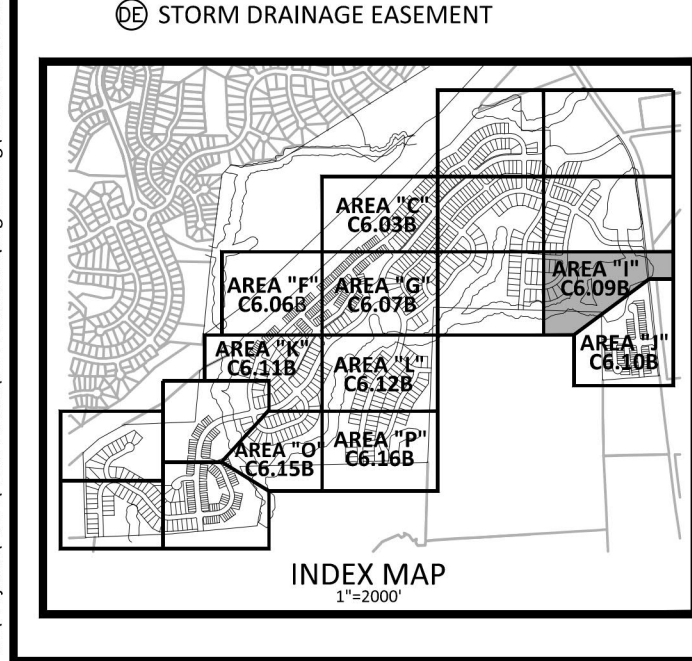 DE STORM DRAINAGE EASEMENT
AREA "C"
C6.03B
AREA "F"
C6.06B
AREA "G"
C6.07B
AREA "I"
C6.09B
AREA "J"
C6.10B
AREA "K"
C6.11B
AREA "L"
C6.12B
AREA "O"
C6.15B
AREA "P"
C6.16B
INDEX MAP
1"=2000'